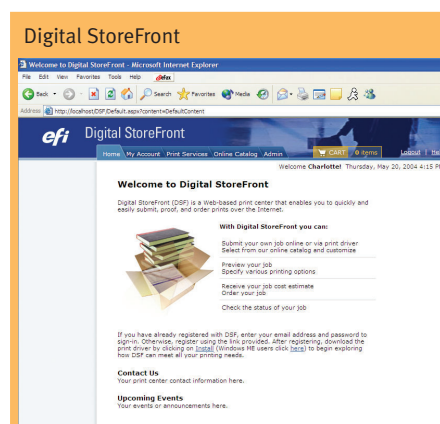 Digital StoreFront
Welcome to Digital StoreFront - Microsoft Internet Explorer
File Edit View Favorites Tools Help eFax
Back Search Favorites Media
Address http://localhost/DSF/Default.aspx?content=DefaultContent
efi Digital StoreFront
Home My Account Print Services Online Catalog Admin CART 0 items Logout
Welcome Charlotte! Thursday, May 20, 2004 4:15 P
Welcome to Digital StoreFront
Digital StoreFront (DSF) is a Web-based print center that enables you to quickly and
easily submit, proof, and order prints over the Internet.
With Digital StoreFront you can:
Submit your own job online or via print driver
Select from our online catalog and customize
Preview your job
Specify various printing options
Receive your job cost estimate
Order your job
Check the status of your job
If you have already registered with DSF, enter your email address and password to
sign-in. Otherwise, register using the link provided. After registering, download the
print driver by clicking on Install (Windows ME users click here) to begin exploring
how DSF can meet all your printing needs.
Contact Us
Your print center contact information here.
Upcoming Events
Your events or announcements here.